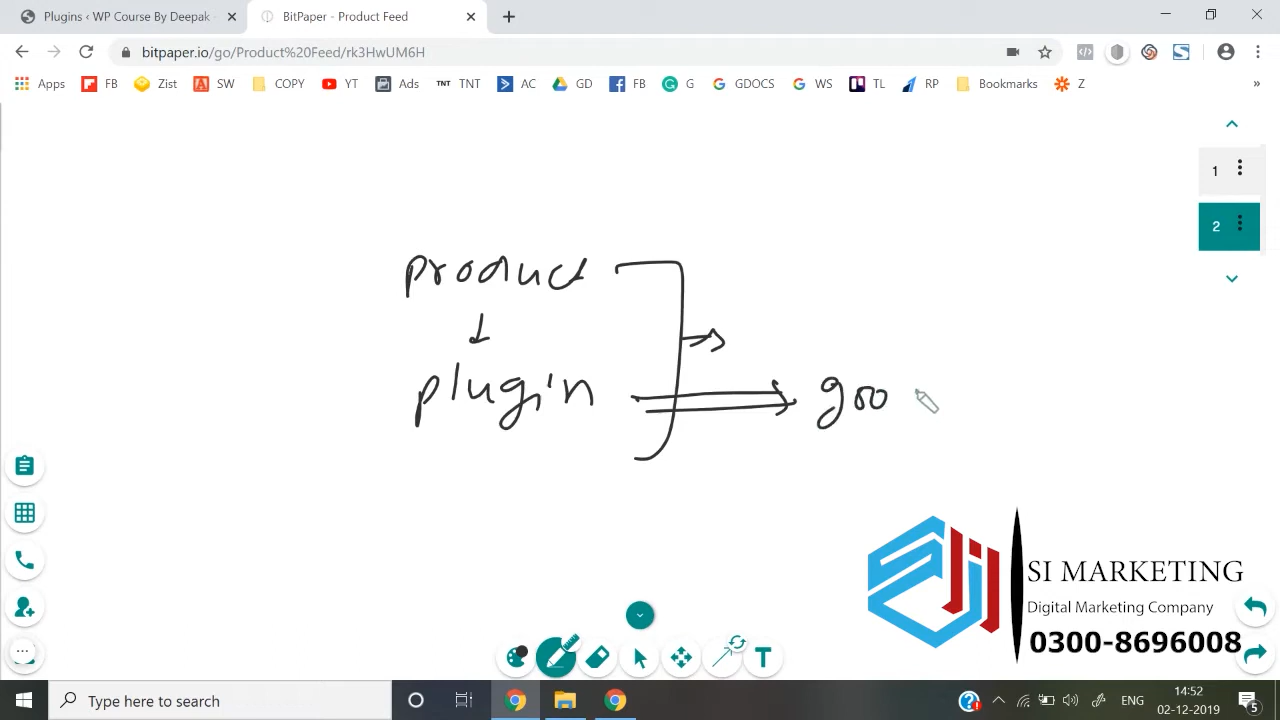 Plugins ‹ WP Course By Deepak -
BitPaper - Product Feed
bitpaper.io/go/Product%20Feed/rk3HwUM6H
Apps FB Zist SW COPY YT Ads TNT TNT AC GD FB G GDOCS WS TL RP Bookmarks Z »
1
2
product
plugin
goo
SI MARKETING
Digital Marketing Company
0300-8696008
T
Type here to search
ENG
14:52
02-12-2019
5